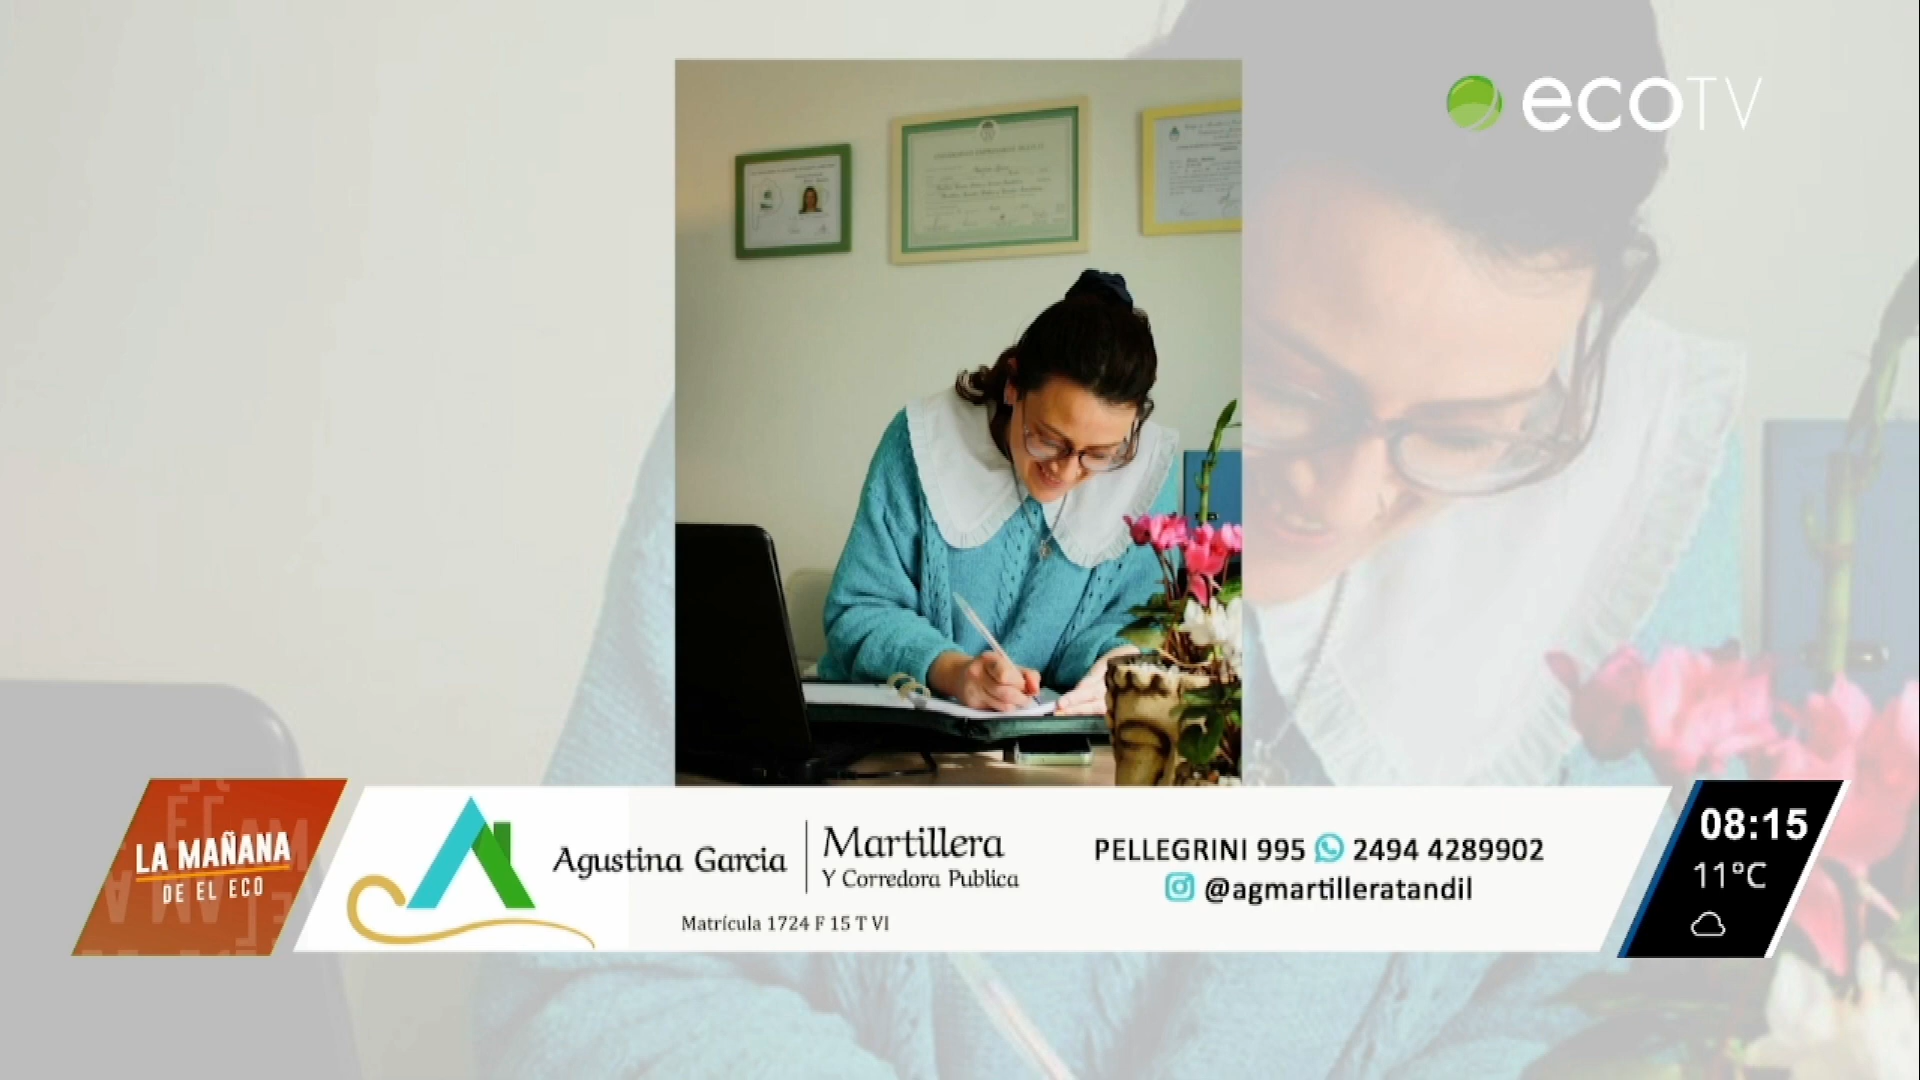 ecoTV
LA MAÑANA
DE EL ECO
Agustina Garcia
Martillera
Y Corredora Publica
Matrícula 1724 F 15 T VI
PELLEGRINI 995 2494 4289902
@agmartilleratandil
08:15
11°C